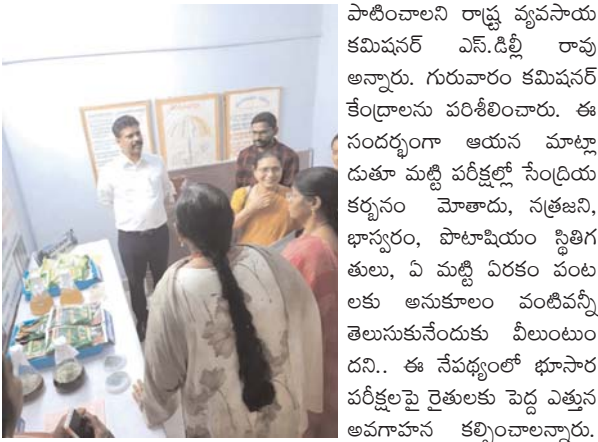 పాటించాలని రాష్ట్ర వ్యవసాయ
కమిషనర్ ఎస్.డిల్లీ రావు
అన్నారు. గురువారం కమిషనర్
కేంద్రాలను పరిశీలించారు. ఈ
సందర్భంగా ఆయన మాట్లా
డుతూ మట్టి పరీక్షల్లో సేంద్రియ
కర్బనం మోతాదు, నత్రజని,
భాస్వరం, పొటాషియం స్థితిగ
తులు, ఏ మట్టి ఏరకం పంట
లకు అనుకూలం వంటివన్నీ
తెలుసుకునేందుకు వీలుంటుం
దని.. ఈ నేపథ్యంలో భూసార
పరీక్షలపై రైతులకు పెద్ద ఎత్తున
అవగాహన కల్పించాలన్నారు.